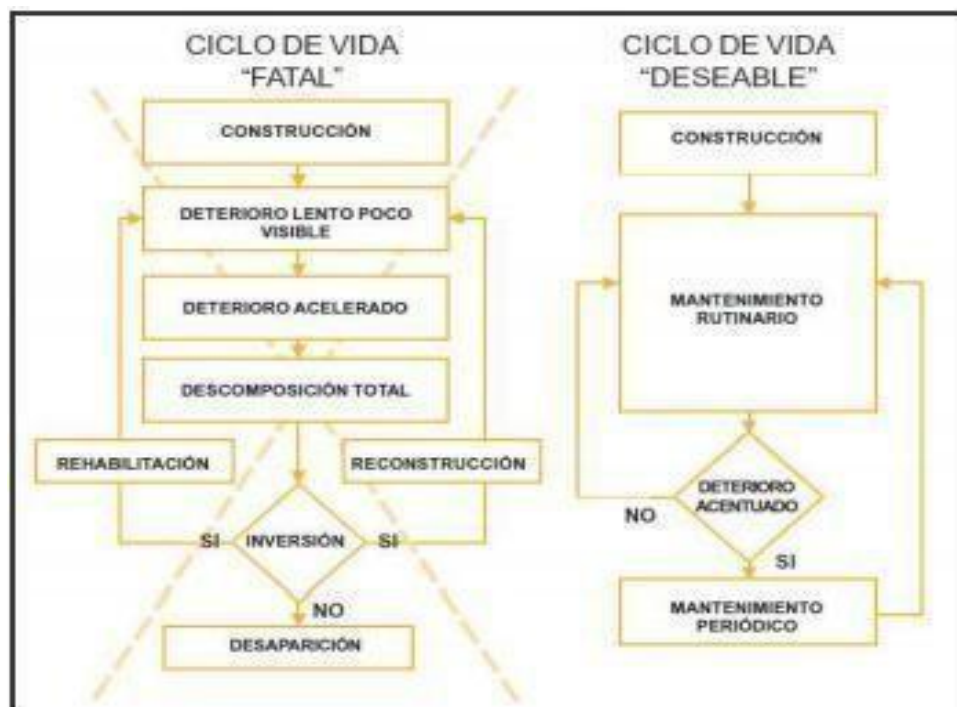 CICLO DE VIDA
“FATAL”
CONSTRUCCIÓN
DETERIORO LENTO POCO
VISIBLE
DETERIORO ACELERADO
DESCOMPOSICIÓN TOTAL
REHABILITACIÓN
RECONSTRUCCIÓN
SI
INVERSIÓN
SI
NO
DESAPARICIÓN
CICLO DE VIDA
“DESEABLE”
CONSTRUCCIÓN
MANTENIMIENTO
RUTINARIO
DETERIORO
ACENTUADO
NO
SI
MANTENIMIENTO
PERIÓDICO